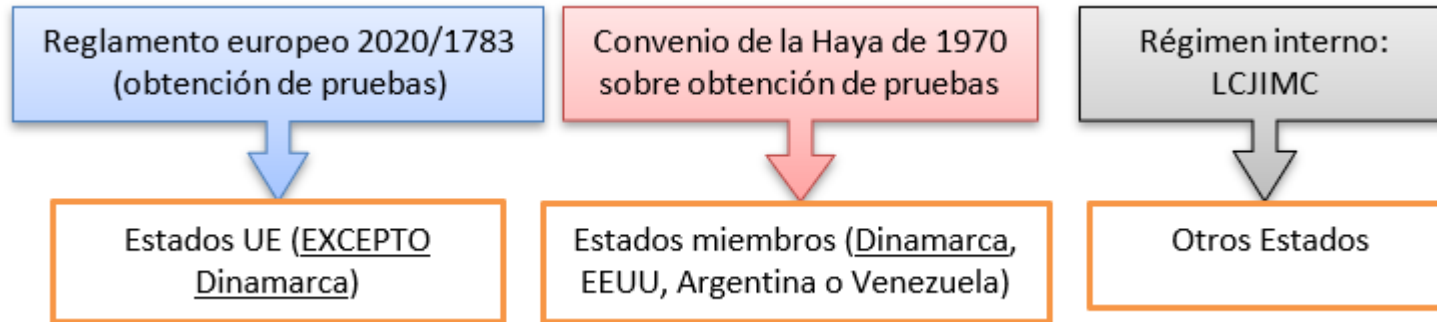 Reglamento europeo 2020/1783
(obtención de pruebas)
Convenio de la Haya de 1970
sobre obtención de pruebas
Régimen interno:
LCJIMC
Estados UE (EXCEPTO
Dinamarca)
Estados miembros (Dinamarca,
EEUU, Argentina o Venezuela)
Otros Estados